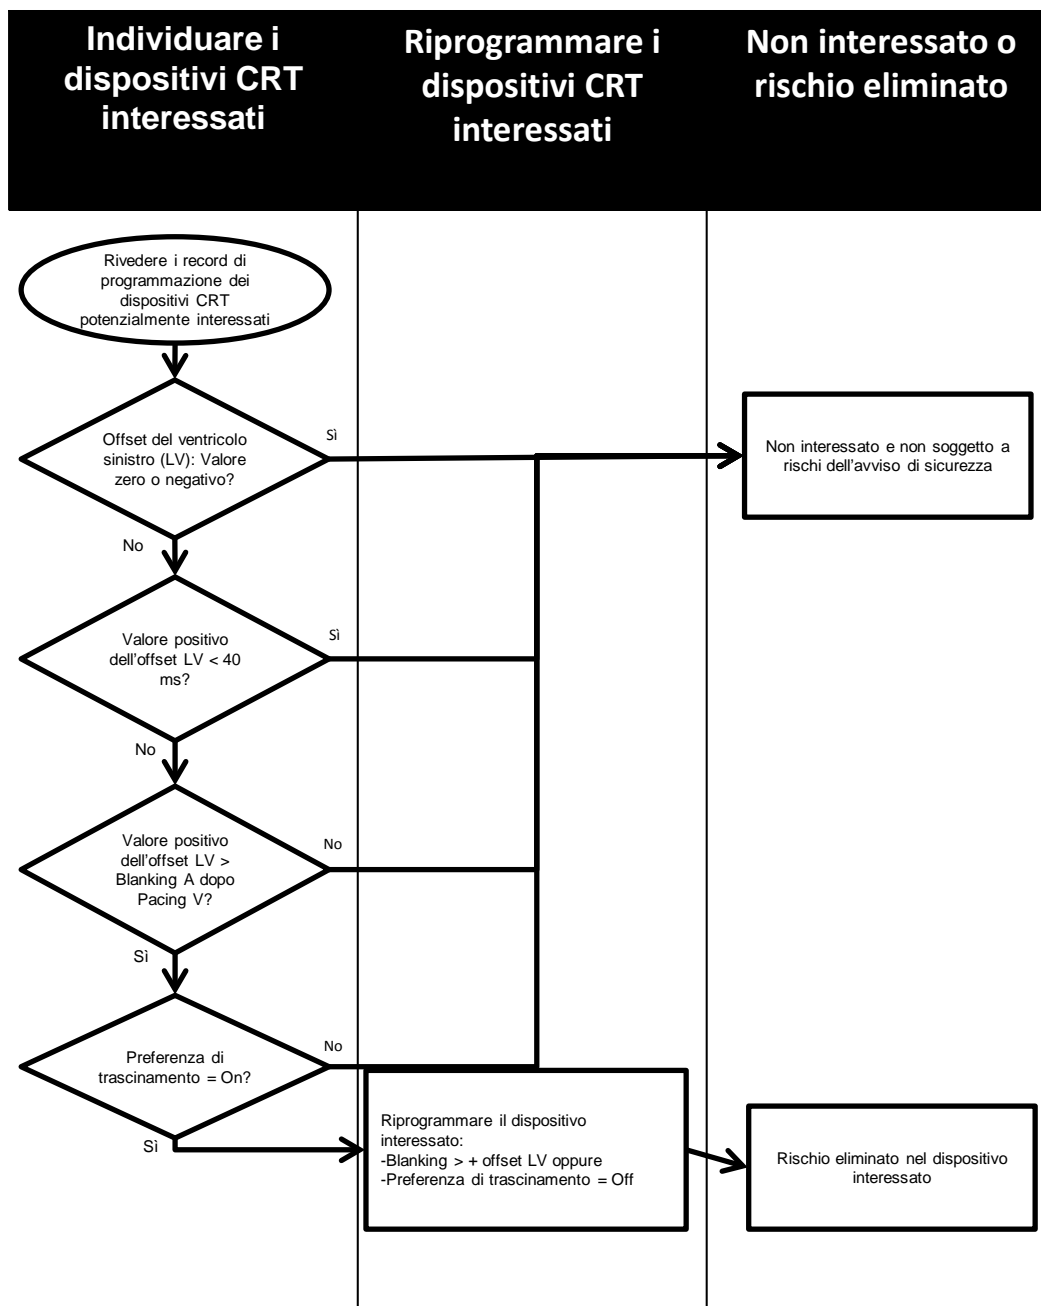 Individuare i
dispositivi CRT
interessati
Riprogrammare i
dispositivi CRT
interessati
Non interessato o
rischio eliminato
Rivedere i record di
programmazione dei
dispositivi CRT
potenzialmente interessati
Offset del ventricolo
sinistro (LV): Valore
zero o negativo?
Sì
Non interessato e non soggetto a
rischi dell'avviso di sicurezza
No
Valore positivo
dell'offset LV < 40
ms?
Sì
No
Valore positivo
dell'offset LV >
Blanking A dopo
Pacing V?
No
Sì
Preferenza di
trascinamento = On?
No
Sì
Riprogrammare il dispositivo
interessato:
-Blanking > + offset LV oppure
-Preferenza di trascinamento = Off
Rischio eliminato nel dispositivo
interessato